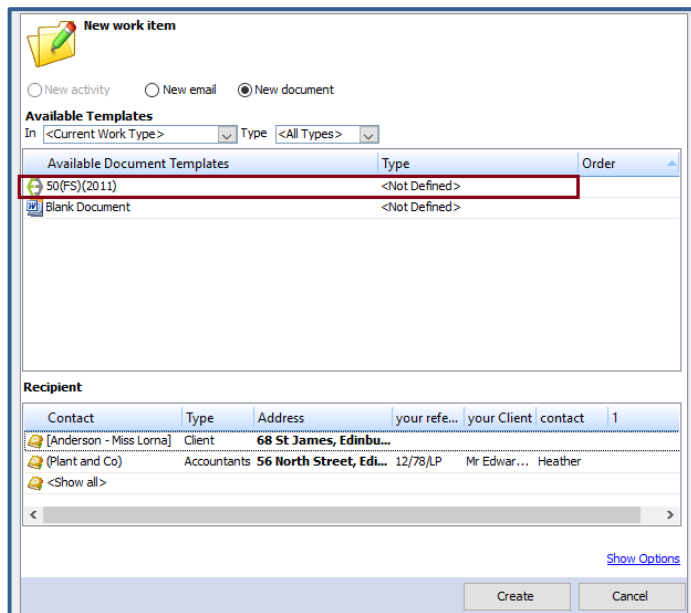 New work item
New activity New email New document
Available Templates
In <Current Work Type> Type <All Types>
Available Document Templates Type Order
50(FS)(2011) <Not Defined>
Blank Document <Not Defined>
Recipient
Contact Type Address your refe... your Client contact 1
[Anderson - Miss Lorna] Client 68 St James, Edinbu...
(Plant and Co) Accountants 56 North Street, Edi... 12/78/LP Mr Edwar... Heather
<Show all>
Show Options
Create Cancel